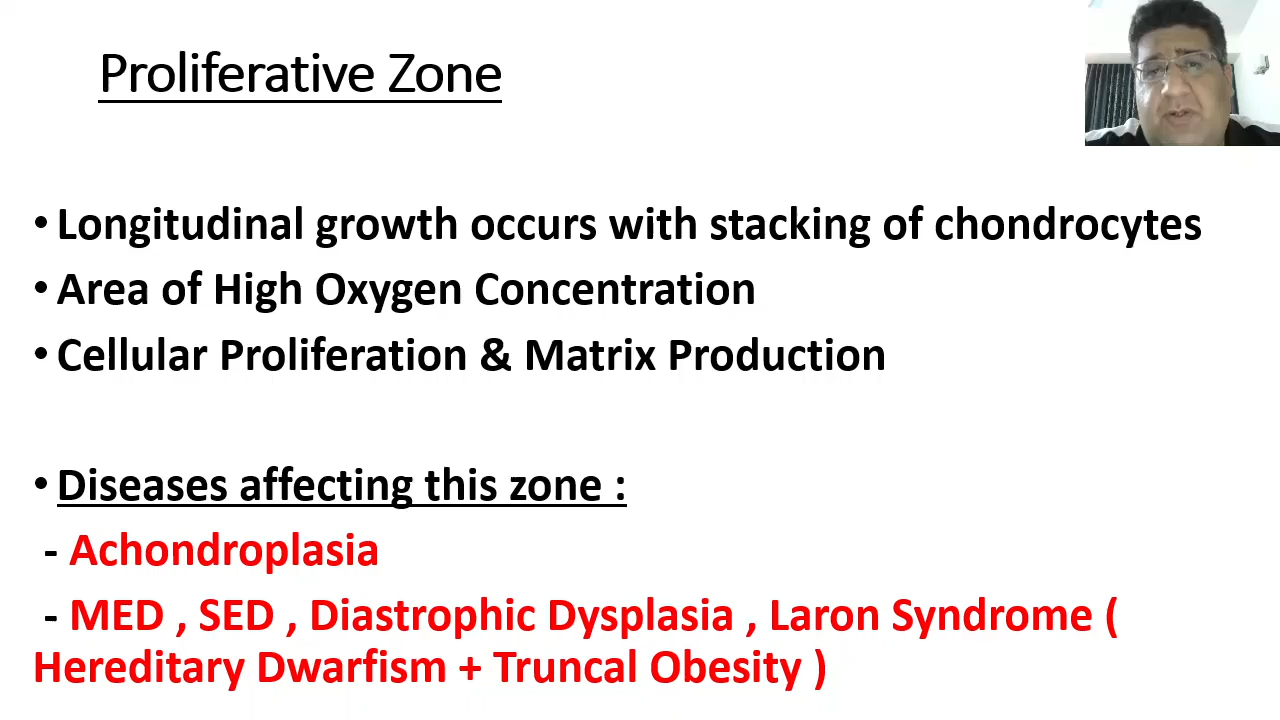 Proliferative Zone
• Longitudinal growth occurs with stacking of chondrocytes
• Area of High Oxygen Concentration
• Cellular Proliferation & Matrix Production
• Diseases affecting this zone :
- Achondroplasia
- MED , SED , Diastrophic Dysplasia , Laron Syndrome (
Hereditary Dwarfism + Truncal Obesity )